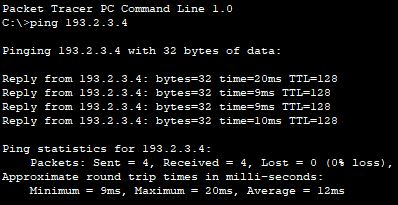 Packet Tracer PC Command Line 1.0
C:\>ping 193.2.3.4
Pinging 193.2.3.4 with 32 bytes of data:
Reply from 193.2.3.4: bytes=32 time=20ms TTL=128
Reply from 193.2.3.4: bytes=32 time=9ms TTL=128
Reply from 193.2.3.4: bytes=32 time=9ms TTL=128
Reply from 193.2.3.4: bytes=32 time=10ms TTL=128
Ping statistics for 193.2.3.4:
Packets: Sent = 4, Received = 4, Lost = 0 (0% loss),
Approximate round trip times in milli-seconds:
Minimum = 9ms, Maximum = 20ms, Average = 12ms